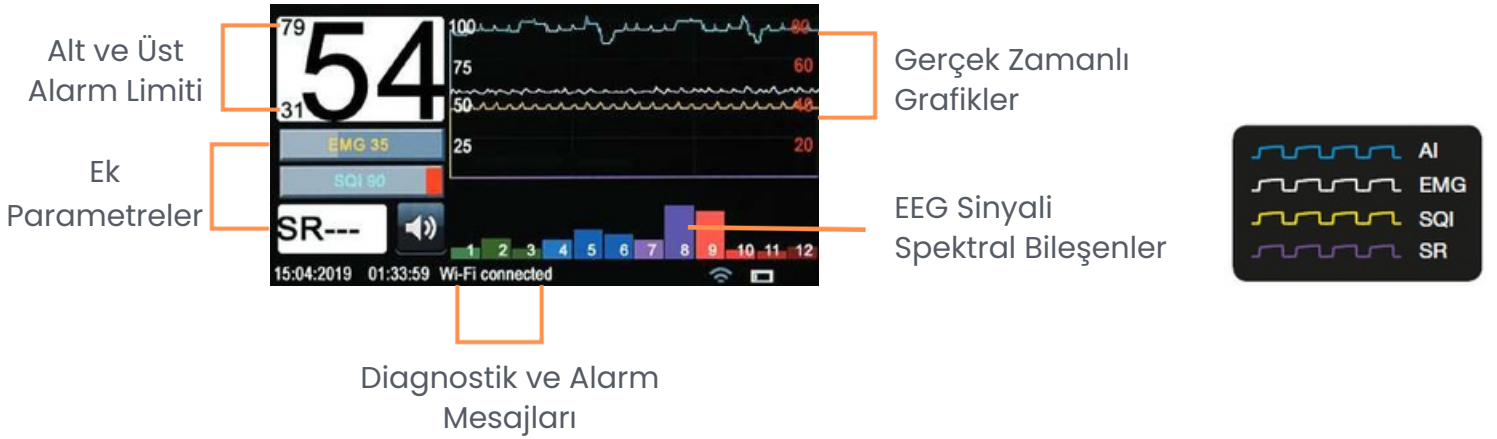 Alt ve Üst
Alarm Limiti
Ek
Parametreler
79
54
31
EMG 35
SQI 90
SR---
100
75
50
25
80
60
40
20
1 2 3 4 5 6 7 8 9 10 11 12
15:04:2019 01:33:59 Wi-Fi connected
Gerçek Zamanlı
Grafikler
EEG Sinyali
Spektral Bileşenler
Diagnostik ve Alarm
Mesajları
AI
EMG
SQI
SR